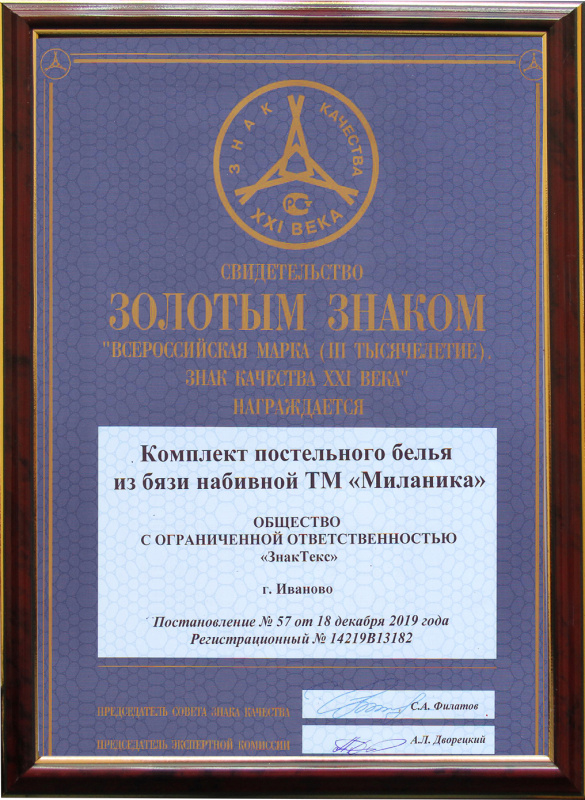 ЗНАК КАЧЕСТВА
РСТ
XXI ВЕКА
СВИДЕТЕЛЬСТВО
ЗОЛОТЫМ ЗНАКОМ
"ВСЕРОССИЙСКАЯ МАРКА (III ТЫСЯЧЕЛЕТИЕ).
ЗНАК КАЧЕСТВА XXI ВЕКА"
НАГРАЖДАЕТСЯ
Комплект постельного белья
из бязи набивной ТМ «Миланика»
ОБЩЕСТВО
С ОГРАНИЧЕННОЙ ОТВЕТСТВЕННОСТЬЮ
«ЗнакТекс»
г. Иваново
Постановление № 57 от 18 декабря 2019 года
Регистрационный № 14219В13182
ПРЕДСЕДАТЕЛЬ СОВЕТА ЗНАКА КАЧЕСТВА
С.А. Филатов
ПРЕДСЕДАТЕЛЬ ЭКСПЕРТНОЙ КОМИССИИ
А.Л. Дворецкий